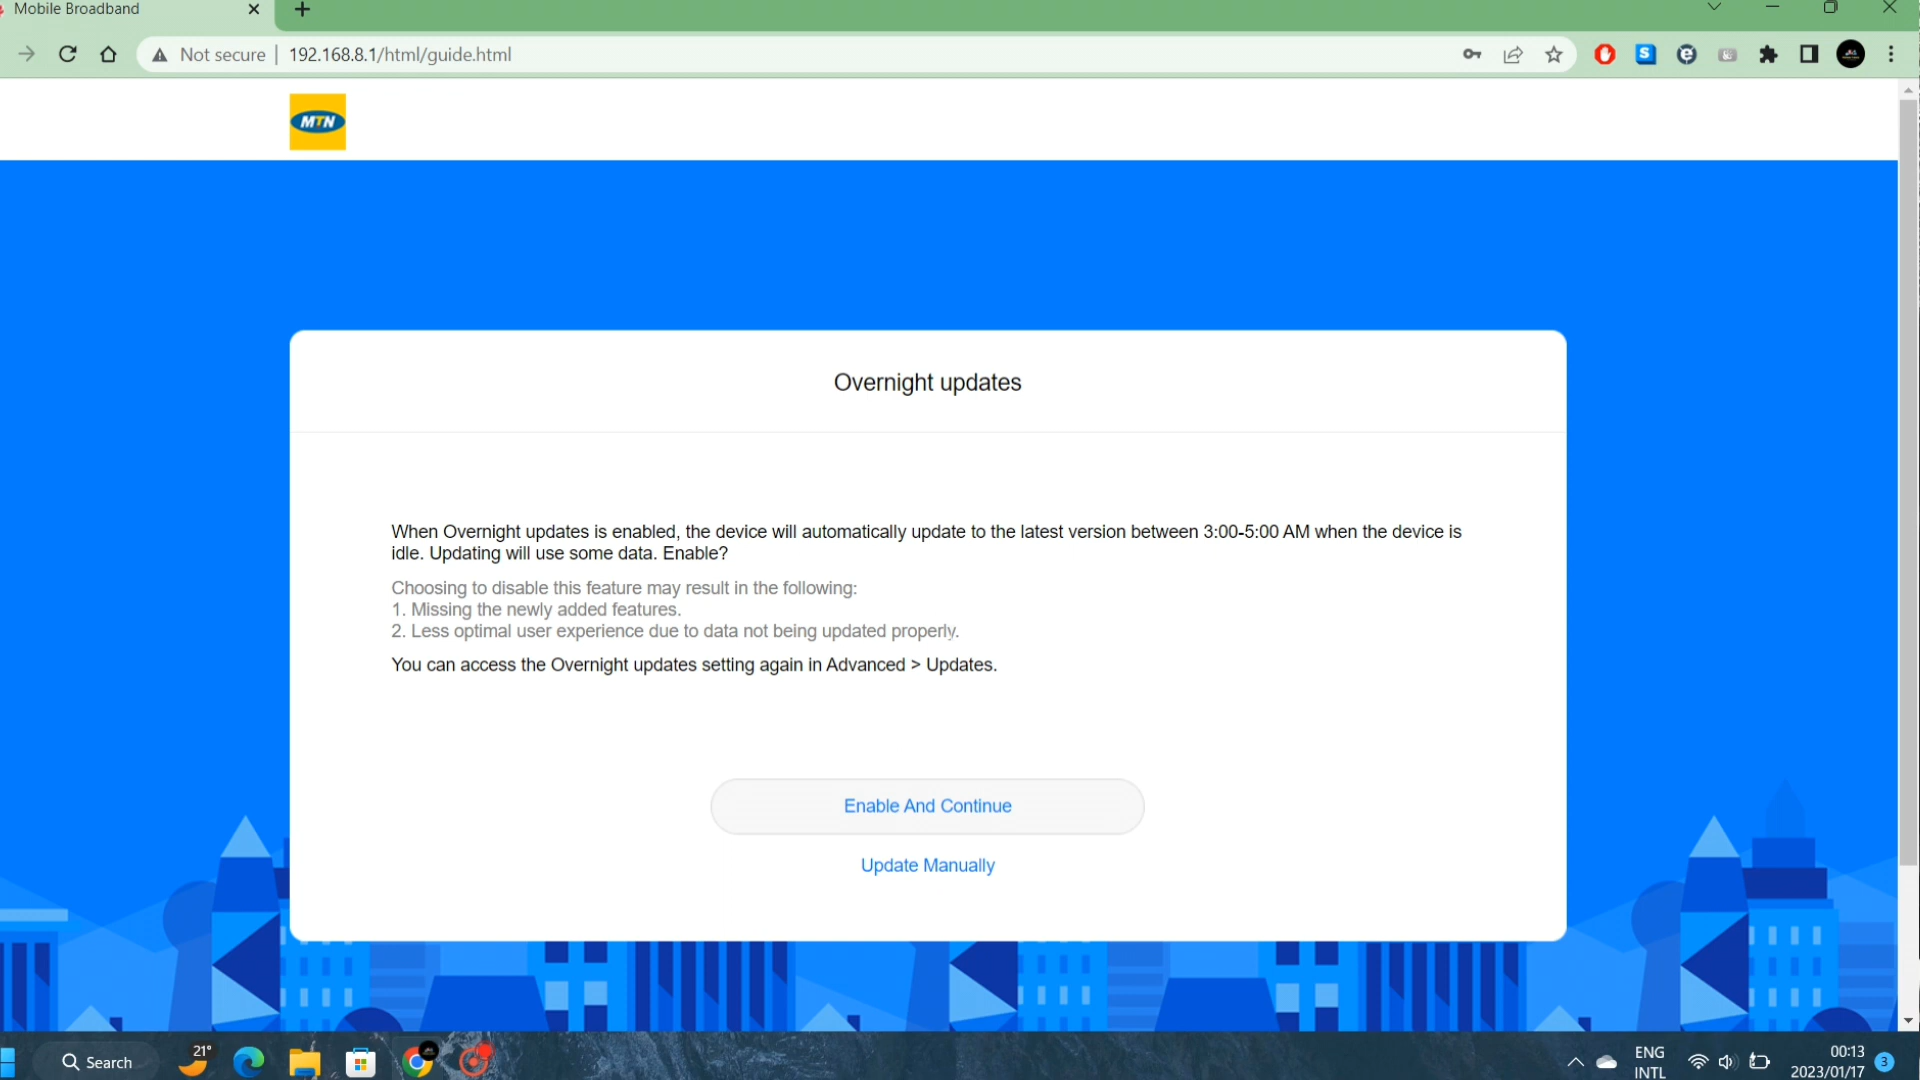 Mobile Broadband
Not secure | 192.168.8.1/html/guide.html
MTN
Overnight updates
When Overnight updates is enabled, the device will automatically update to the latest version between 3:00-5:00 AM when the device is
idle. Updating will use some data. Enable?
Choosing to disable this feature may result in the following:
1. Missing the newly added features.
2. Less optimal user experience due to data not being updated properly.
You can access the Overnight updates setting again in Advanced > Updates.
Enable And Continue
Update Manually
Search
21°
ENG
INTL
00:13
2023/01/17
3